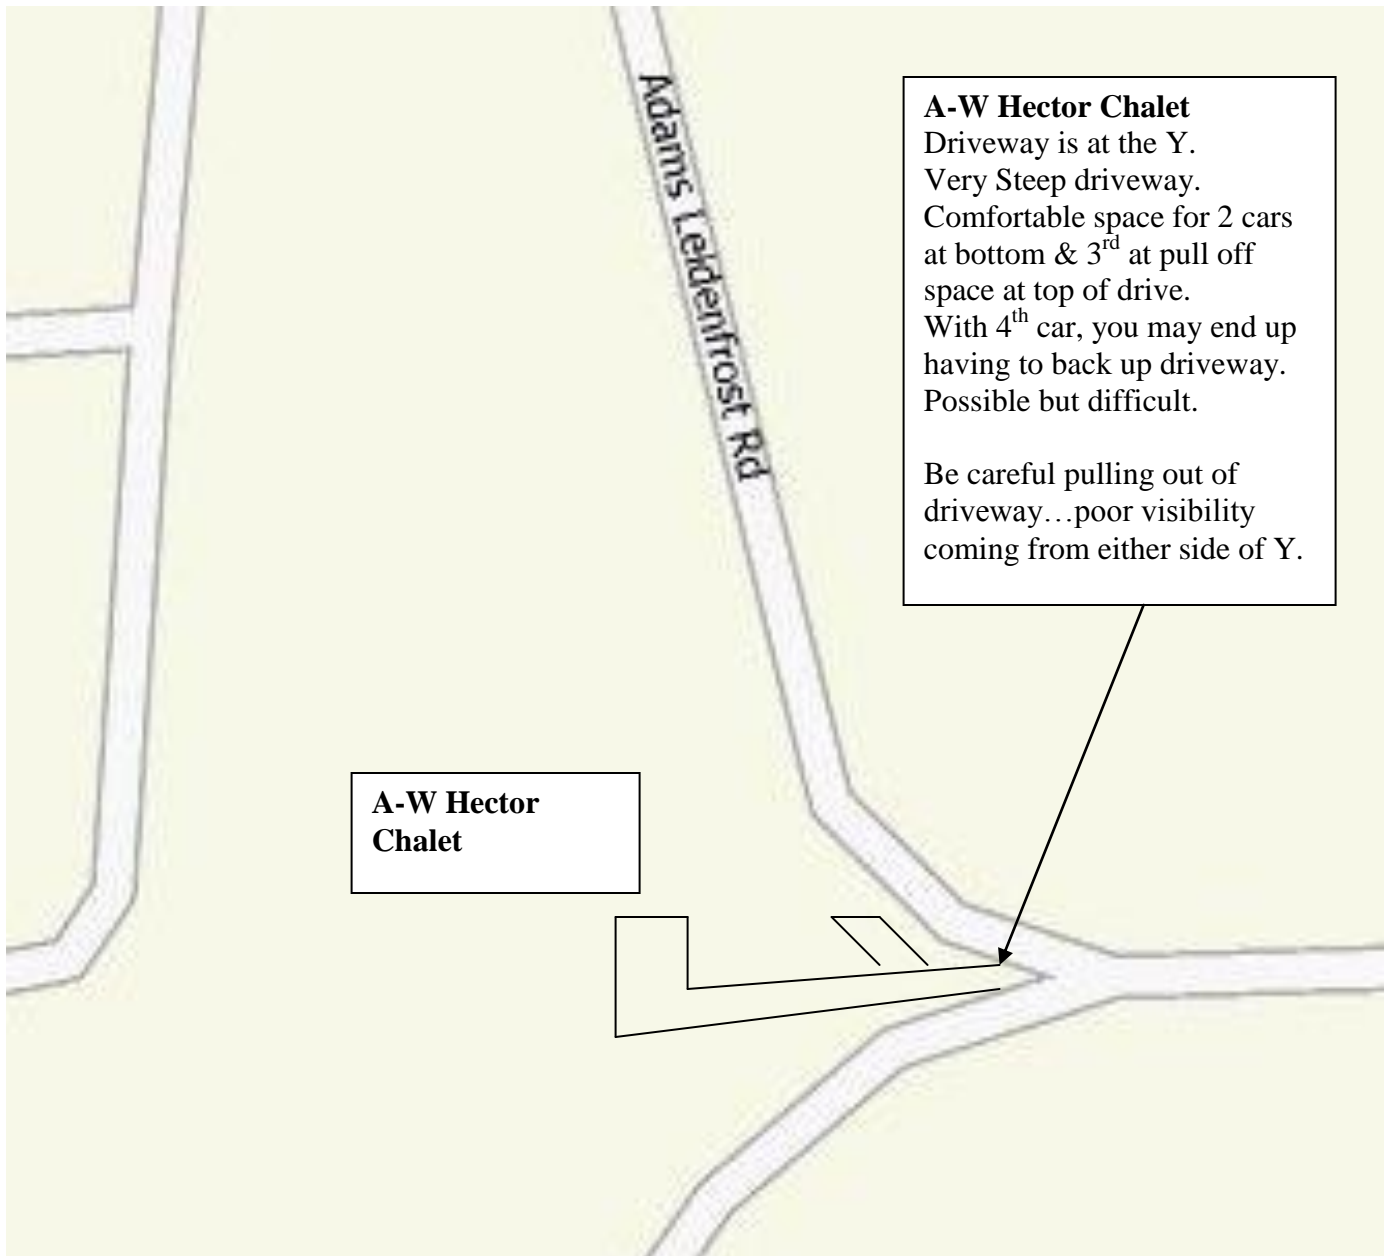 Adams Leidenfrost Rd
A-W Hector Chalet
Driveway is at the Y.
Very Steep driveway.
Comfortable space for 2 cars
at bottom & 3rd at pull off
space at top of drive.
With 4th car, you may end up
having to back up driveway.
Possible but difficult.
Be careful pulling out of
driveway…poor visibility
coming from either side of Y.
A-W Hector
Chalet